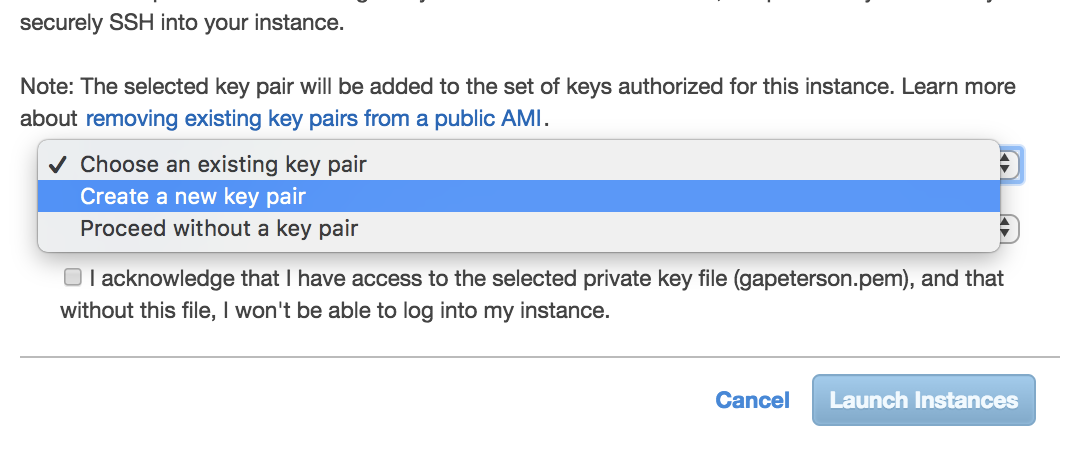 securely SSH into your instance.
Note: The selected key pair will be added to the set of keys authorized for this instance. Learn more
about removing existing key pairs from a public AMI.
✓ Choose an existing key pair
Create a new key pair
Proceed without a key pair
I acknowledge that I have access to the selected private key file (gapeterson.pem), and that
without this file, I won't be able to log into my instance.
Cancel Launch Instances